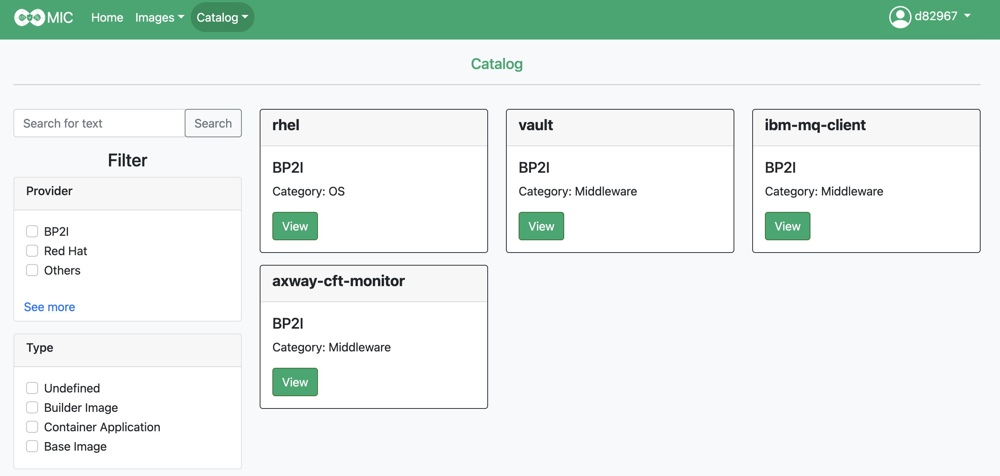 MIC Home Images Catalog d82967
Catalog
Search for text Search
Filter
Provider
BP2I
Red Hat
Others
See more
Type
Undefined
Builder Image
Container Application
Base Image
rhel
BP2I
Category: OS
View
vault
BP2I
Category: Middleware
View
ibm-mq-client
BP2I
Category: Middleware
View
axway-cft-monitor
BP2I
Category: Middleware
View